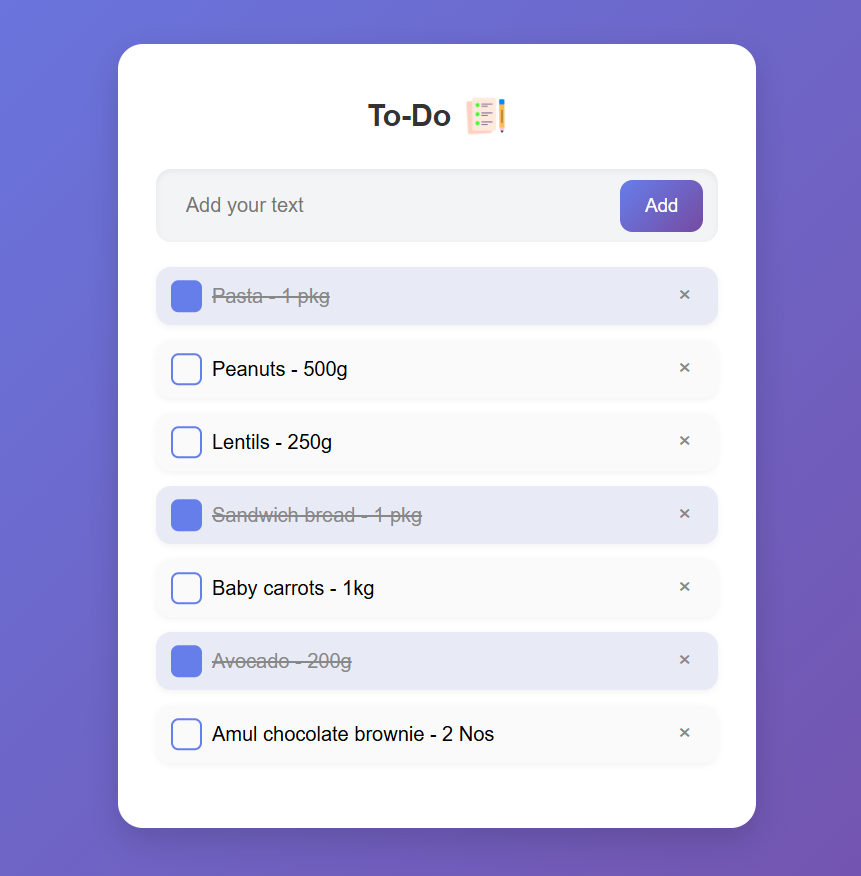 To-Do
Add your text
Add
Pasta - 1 pkg ×
Peanuts - 500g ×
Lentils - 250g ×
Sandwich bread - 1 pkg ×
Baby carrots - 1kg ×
Avocado - 200g ×
Amul chocolate brownie - 2 Nos ×